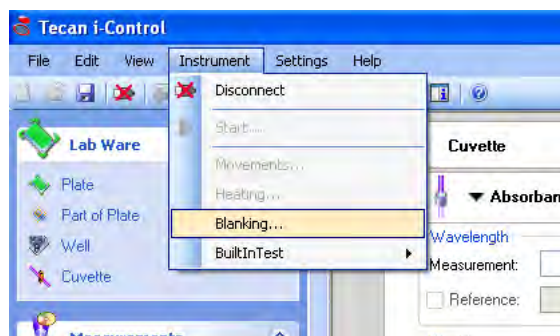 Tecan i-Control
File Edit View Instrument Settings Help
Disconnect
Start.....
Movements...
Heating...
Blanking...
BuiltInTest
Lab Ware
Plate
Part of Plate
Well
Cuvette
Measurements
Cuvette
Absorban
Wavelength
Measurement:
Reference: